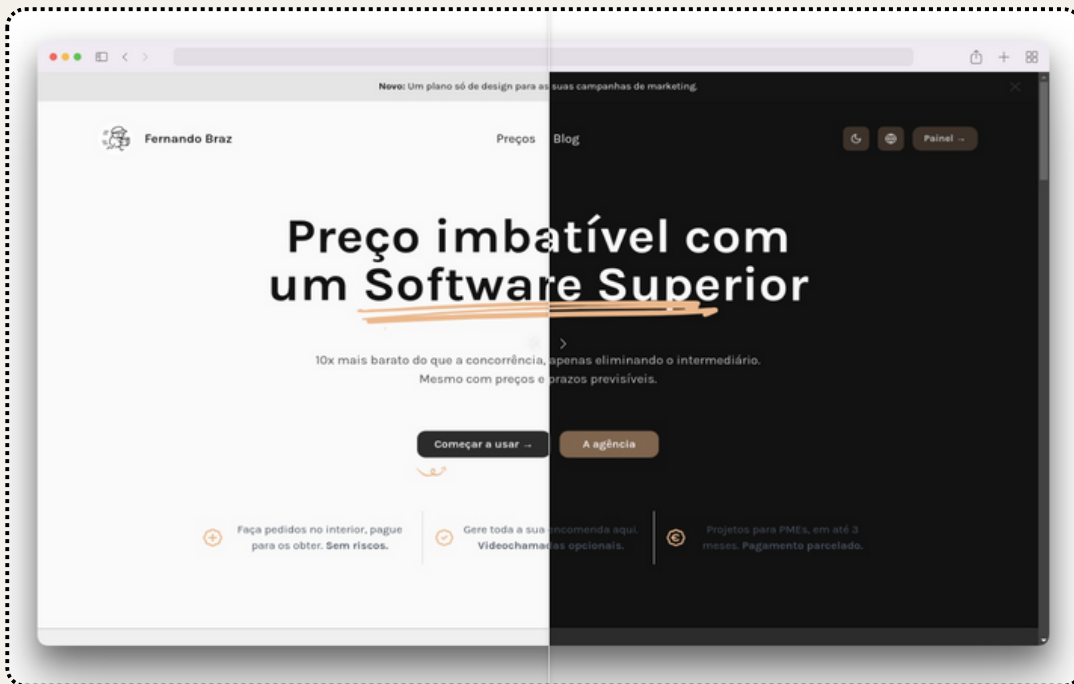 Novo: Um plano só de design para as suas campanhas de marketing.
Fernando Braz
Preços
Blog
Painel →
Preço imbatível com
um Software Superior
10x mais barato do que a concorrência, apenas eliminando o intermediário.
Mesmo com preços e prazos previsíveis.
Começar a usar →
A agência
Faça pedidos no interior, pague
para os obter. Sem riscos.
Gere toda a sua encomenda aqui.
Videochamadas opcionais.
Projetos para PMEs, em até 3
meses. Pagamento parcelado.